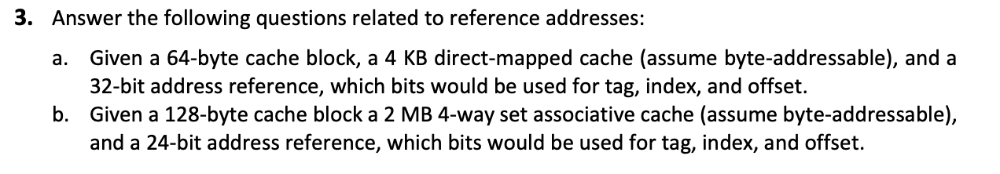 3. Answer the following questions related to reference addresses:
a. Given a 64-byte cache block, a 4 KB direct-mapped cache (assume byte-addressable), and a
32-bit address reference, which bits would be used for tag, index, and offset.
b. Given a 128-byte cache block a 2 MB 4-way set associative cache (assume byte-addressable),
and a 24-bit address reference, which bits would be used for tag, index, and offset.